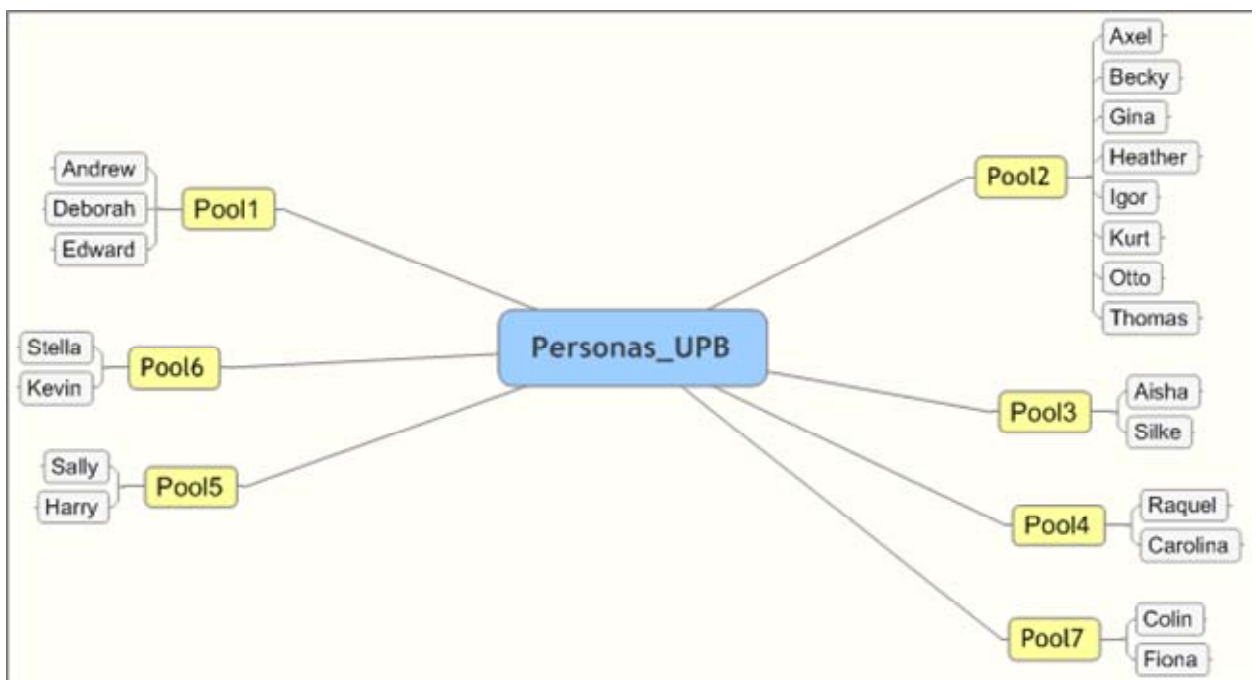 Andrew
Deborah
Edward
Pool1
Stella
Kevin
Pool6
Sally
Harry
Pool5
Personas_UPB
Pool2
Axel
Becky
Gina
Heather
Igor
Kurt
Otto
Thomas
Pool3
Aisha
Silke
Pool4
Raquel
Carolina
Pool7
Colin
Fiona